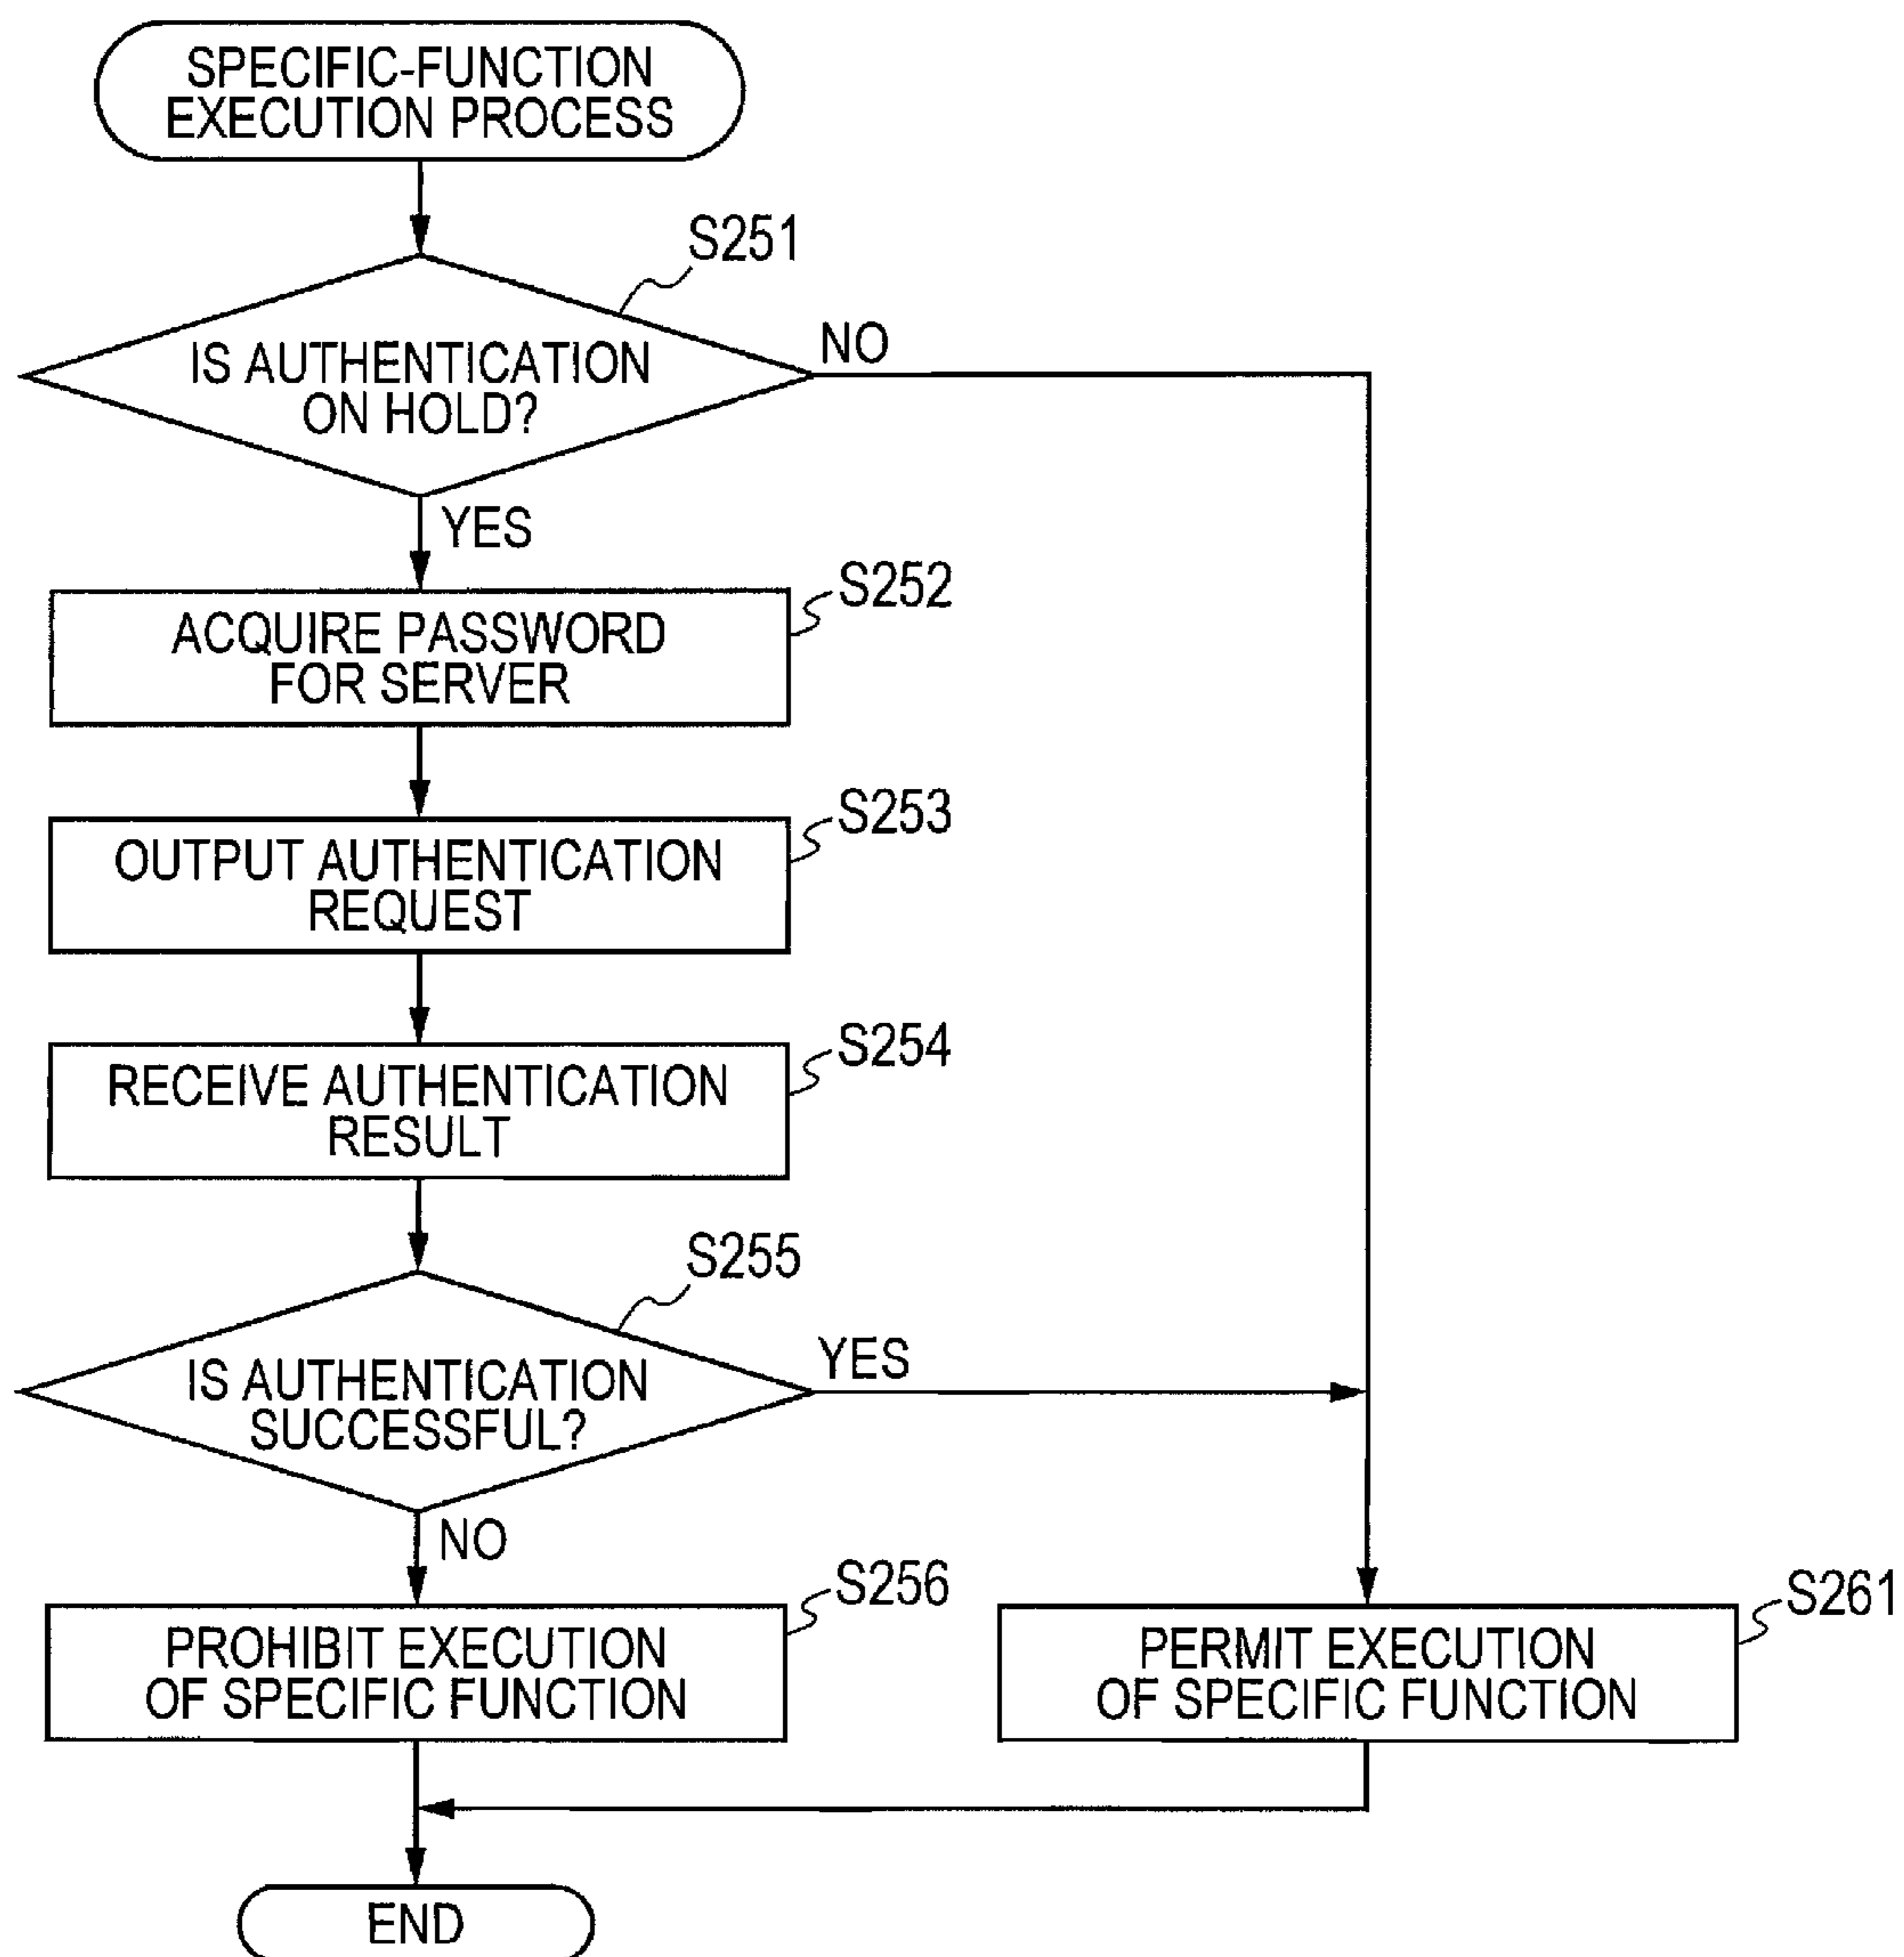 SPECIFIC-FUNCTION
EXECUTION PROCESS
S251
IS AUTHENTICATION
ON HOLD?
NO
YES
S252
ACQUIRE PASSWORD
FOR SERVER
S253
OUTPUT AUTHENTICATION
REQUEST
S254
RECEIVE AUTHENTICATION
RESULT
S255
IS AUTHENTICATION
SUCCESSFUL?
YES
NO
S256
PROHIBIT EXECUTION
OF SPECIFIC FUNCTION
S261
PERMIT EXECUTION
OF SPECIFIC FUNCTION
END